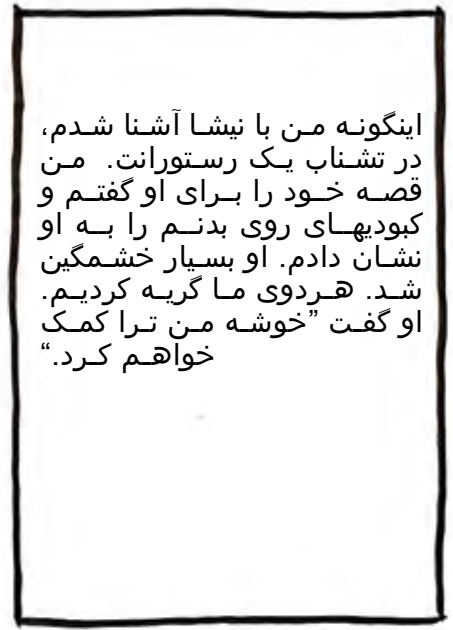 اینگونه من با نیشا آشنا شدم،
در تشناب یک رستورانت. من
قصه خود را برای او گفتم و
کبودیهای روی بدنم را به او
نشان دادم. او بسیار خشمگین
شد. هردوی ما گریه کردیم.
او گفت ”خوشه من ترا کمک
خواهم کرد.“